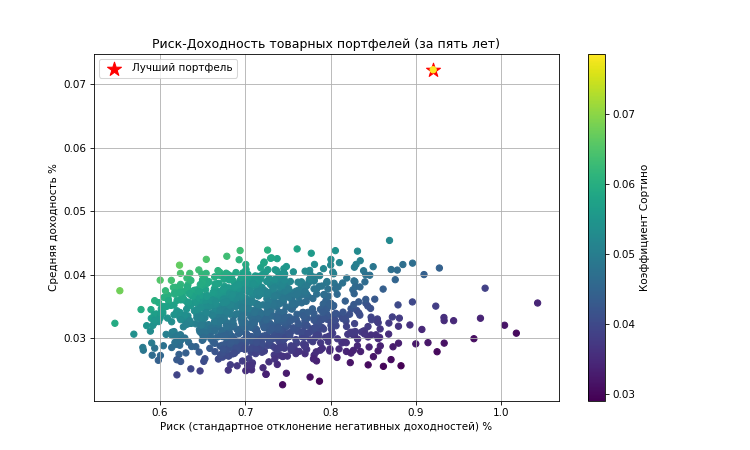 Риск-Доходность товарных портфелей (за пять лет)
Лучший портфель
Средняя доходность %
0.07
0.06
0.05
0.04
0.03
0.6 0.7 0.8 0.9 1.0
Риск (стандартное отклонение негативных доходностей) %
0.07
0.06
0.05
0.04
0.03
Коэффициент Сортино